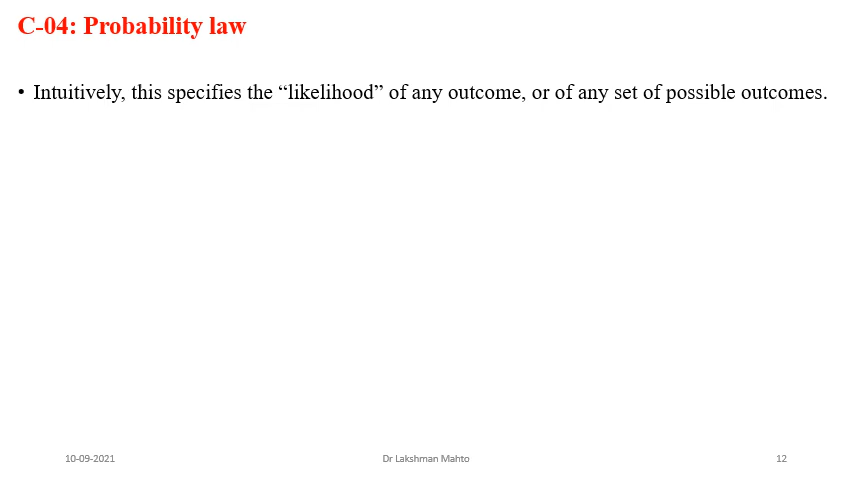 C-04: Probability law
• Intuitively, this specifies the “likelihood” of any outcome, or of any set of possible outcomes.
10-09-2021
Dr Lakshman Mahto
12